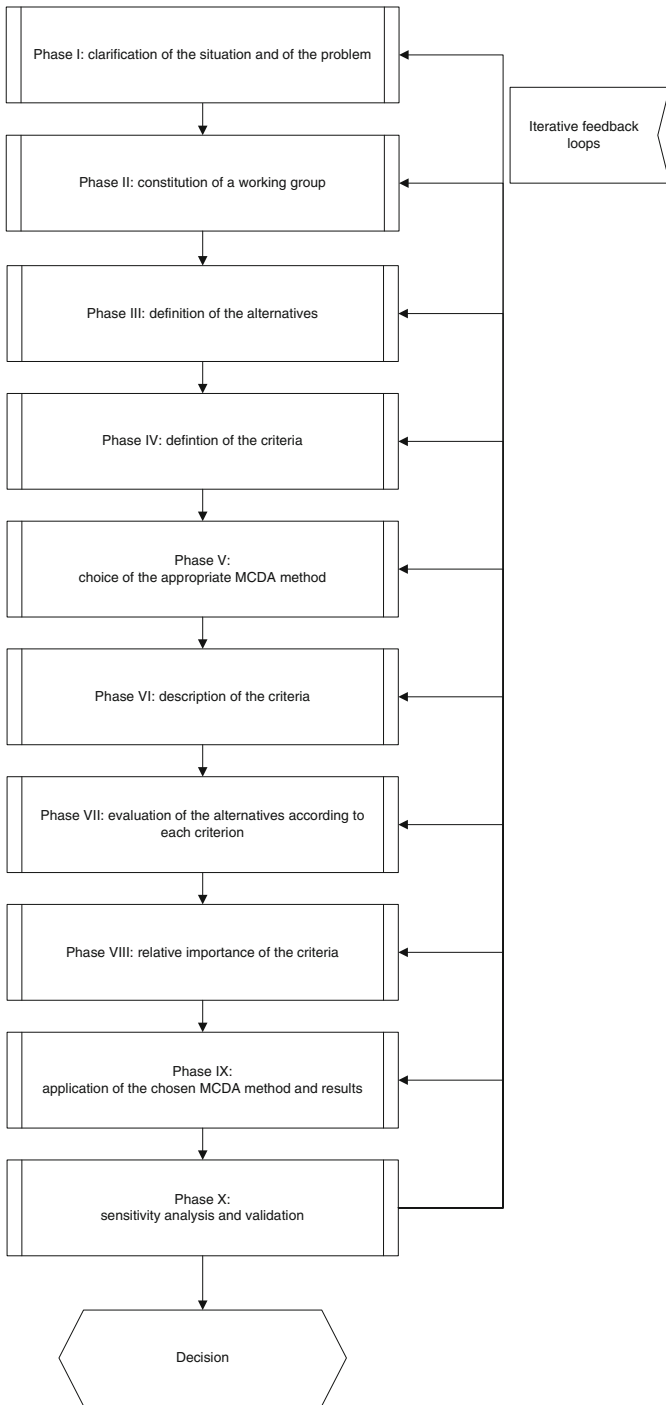 Phase I: clarification of the situation and of the problem
Iterative feedback
loops
Phase II: constitution of a working group
Phase III: definition of the alternatives
Phase IV: defintion of the criteria
Phase V:
choice of the appropriate MCDA method
Phase VI: description of the criteria
Phase VII: evaluation of the alternatives according to
each criterion
Phase VIII: relative importance of the criteria
Phase IX:
application of the chosen MCDA method and results
Phase X:
sensitivity analysis and validation
Decision